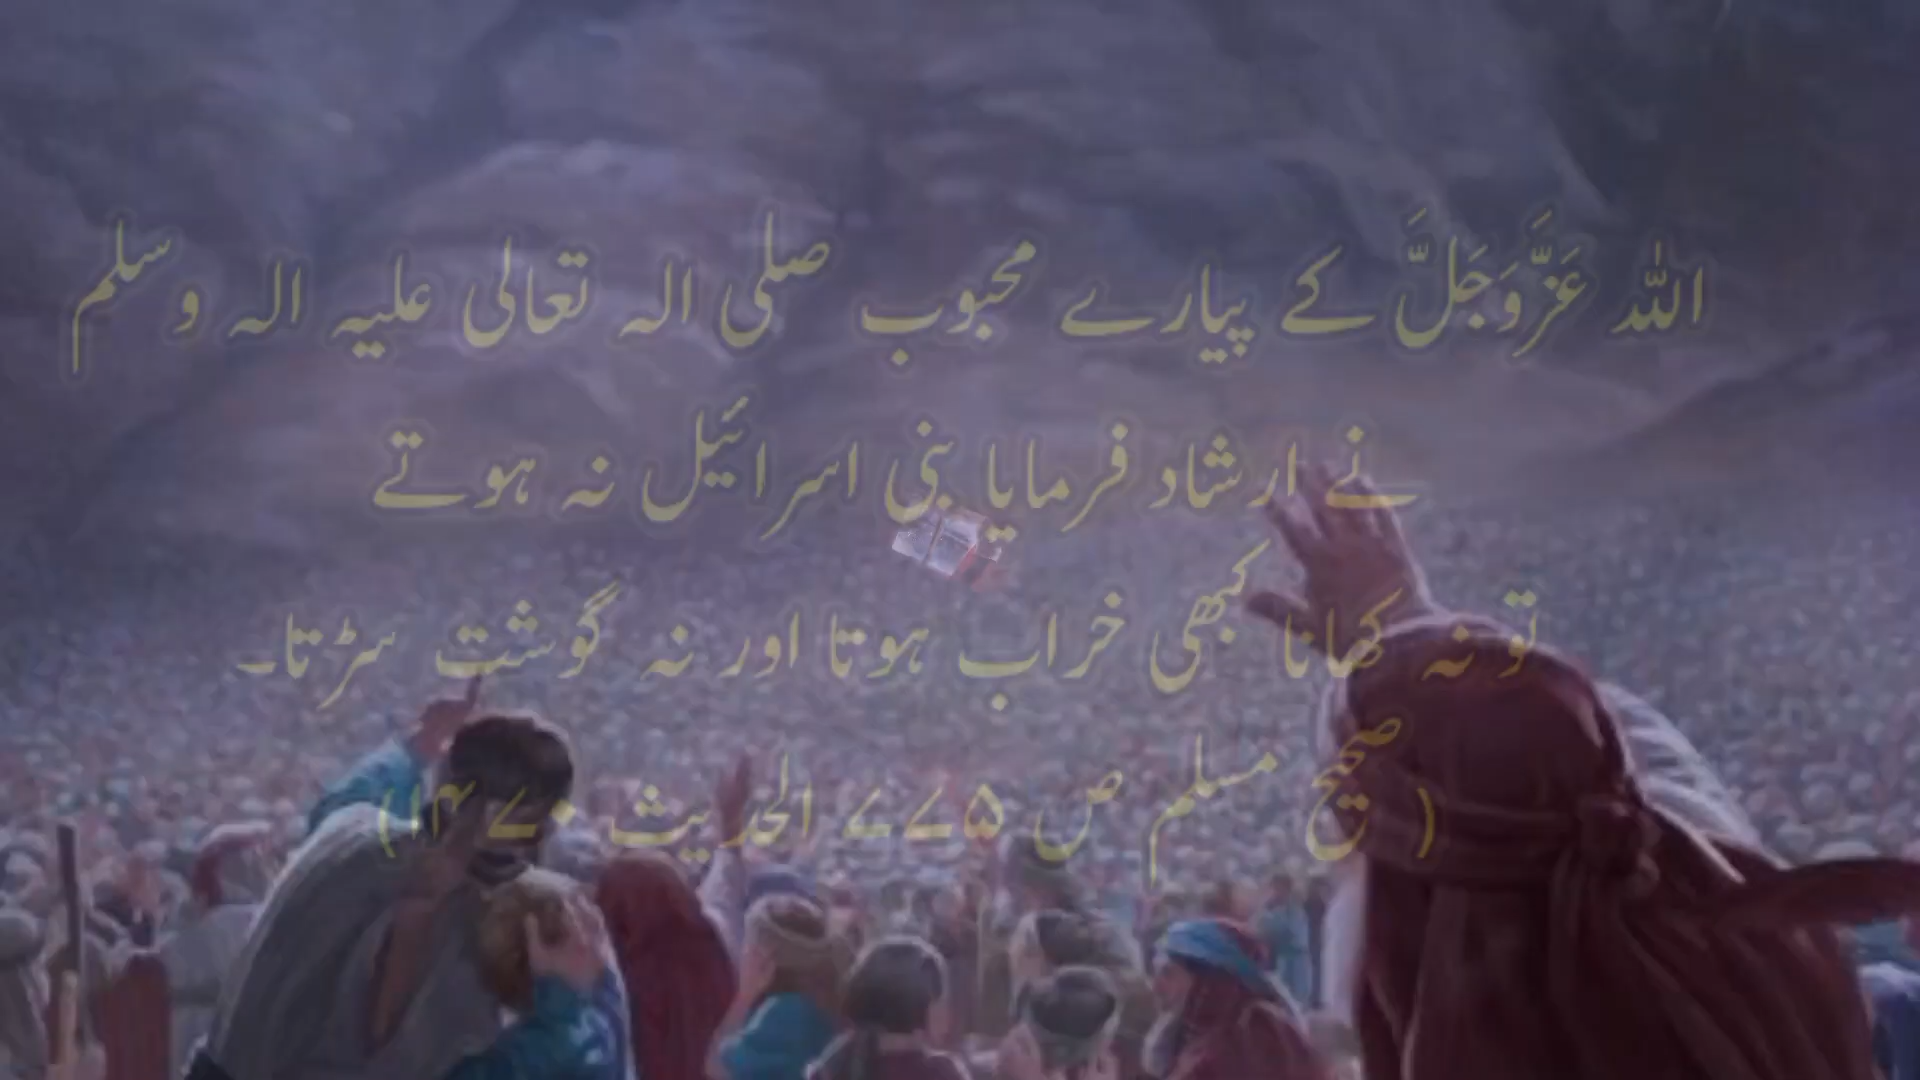 اللہ عَزَّوَجَلَّ کے پیارے محبوب صلی الہ تعالی علیہ الہ وسلم
نے ارشاد فرمایا بنی اسرائیل نہ ہوتے
تو نہ کھانا کبھی خراب ہوتا اور نہ گوشت سڑتا۔
( صحیح مسلم ص ۷۷۵ الحدیث ۱۴۷۰)